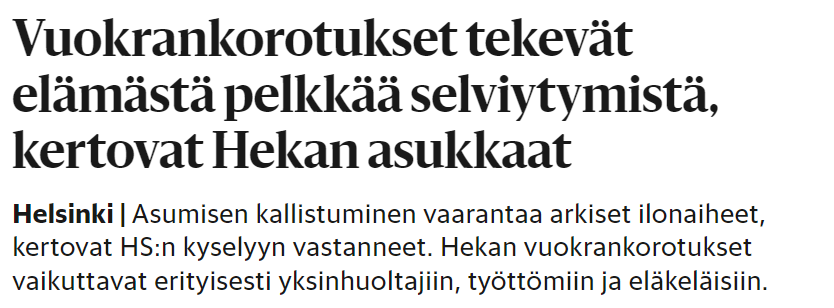 Vuokrankorotukset tekevät
elämästä pelkkää selviytymistä,
kertovat Hekan asukkaat
Helsinki | Asumisen kallistuminen vaarantaa arkiset ilonaiheet,
kertovat HS:n kyselyyn vastanneet. Hekan vuokrankorotukset
vaikuttavat erityisesti yksinhuoltajiin, työttömiin ja eläkeläisiin.